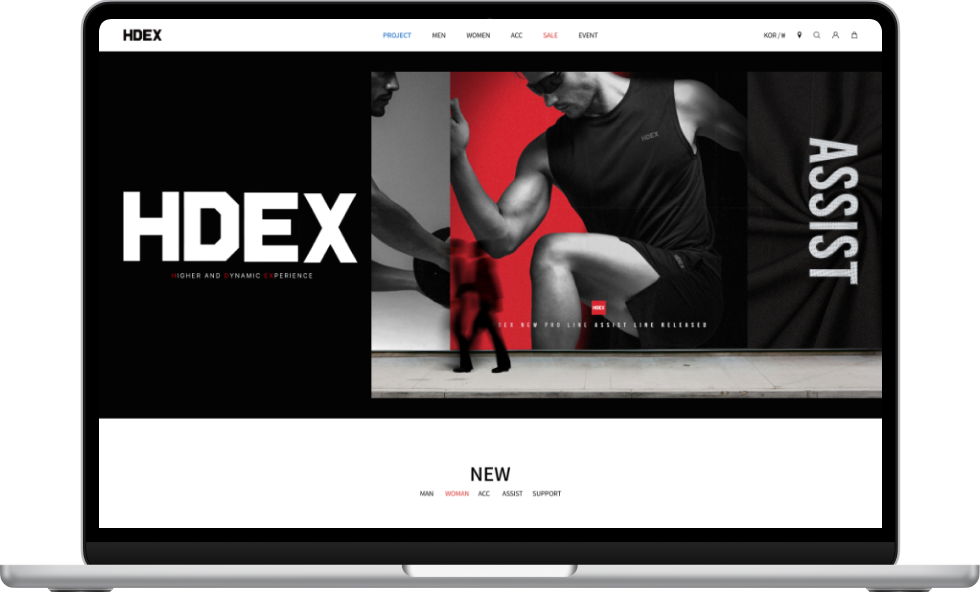 HDEX
PROJECT MEN WOMEN ACC SALE EVENT
KOR / ₩
HDEX
HDEX
HIGHER AND DYNAMIC EXPERIENCE
ASSIST
HDEX
NEW PRO LINE ASSIST LINE RELEASED
NEW
MAN WOMAN ACC ASSIST SUPPORT